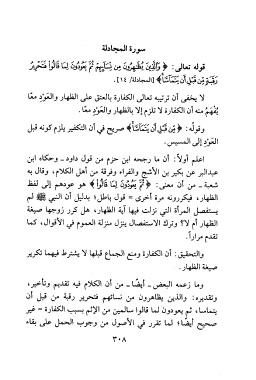 سورة المجادلة
قوله تعالى: ﴿ وَالَّذِينَ يُظَاهِرُونَ مِن نِّسَائِهِمْ ثُمَّ يَعُودُونَ لِمَا قَالُوا فَتَحْرِيرُ
رَقَبَةٍ مِّن قَبْلِ أَن يَتَمَاسَّا ﴾ [المجادلة/ ٤].
لا يخفى أن ترتيبه تعالى الكفارة بالعتق على الظهار والعَوْدِ معًا
يُفْهَمُ منه أن الكفارة لا تلزم إلا بالظهار والعَوْدِ معًا.
وقولُه: ﴿ مِّن قَبْلِ أَن يَتَمَاسَّا ﴾ صريح في أن التكفير يلزم كونه قبل
العَوْدِ إلى المسيس.
اعلم أولاً: أن ما رجحه ابن حزم من قول داود ـ وحكاه ابن
عبدالبر عن بكير بن الأشج والفراء وفرقة من أهل الكلام، وقال به
شعبة ـ من أن معنى: ﴿ ثُمَّ يَعُودُونَ لِمَا قَالُوا ﴾ هو عودهم إلى لفظ
الظهار، فيكررونه مرة أخرى = قول باطل؛ بدليل أن النبي ﷺ لم
يستفصل المرأة التي نزلت فيها آية الظهار، هل كرر زوجها صيغة
الظهار أم لا؟ وترك الاستفصال ينزل منزلة العموم في الأقوال، كما
تقدم مرارًا.
والتحقيق: أن الكفارة ومنع الجماع قبلها لا يشترط فيهما تكرير
صيغة الظهار.
وما زعمه البعض ـ أيضًا ـ من أن الكلام فيه تقديم وتأخير،
وتقديره: والذين يظاهرون من نسائهم فتحرير رقبة من قبل أن
يتماسا، ثم يعودون لما قالوا سالمين من الإثم بسبب الكفارة = غير
صحيح أيضًا؛ لما تقرر في الأصول من وجوب الحمل على بقاء
٣٠٨